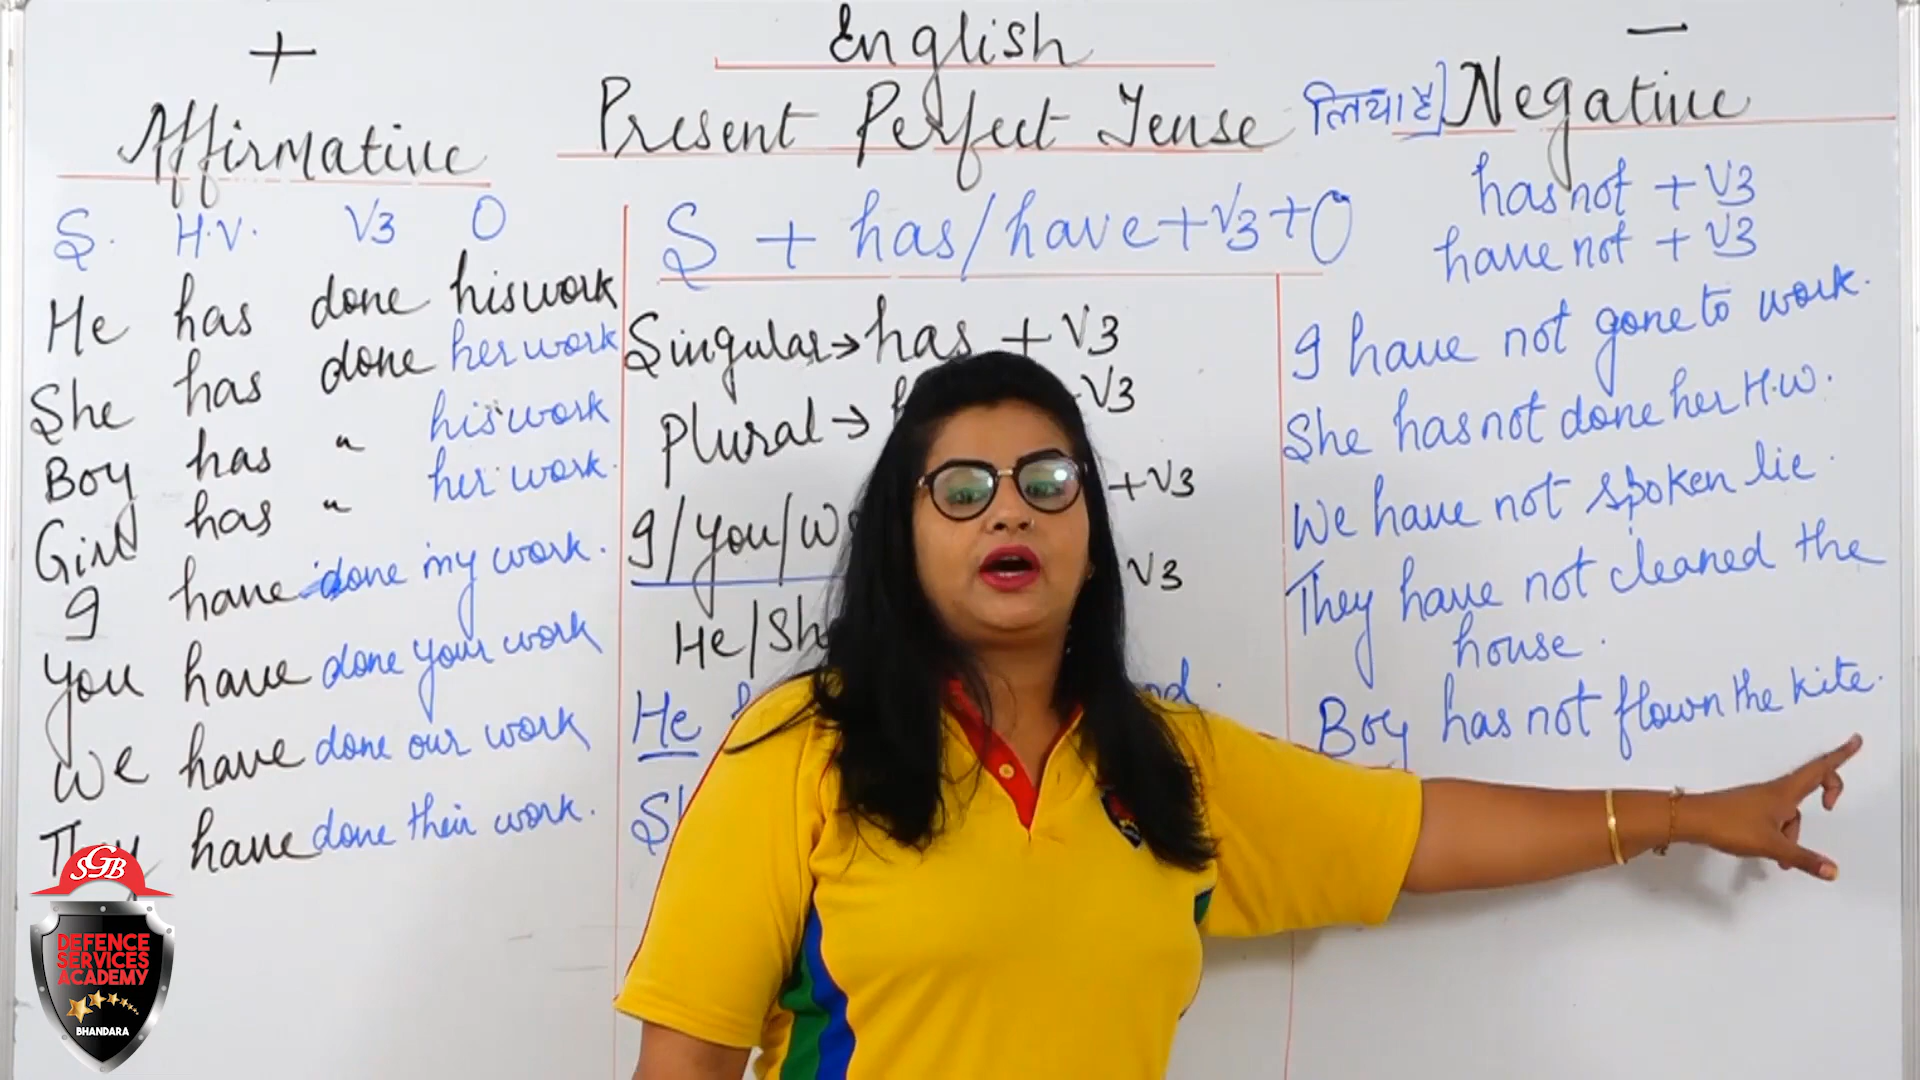 English
Present Perfect Tense लिया है]
S + has/have + V3 + O
+
Affirmative
S. H.V. V3 O
He has done his work
She has done her work
Boy has " his work
Girl has " her work.
I have done my work.
You have done your work
We have done our work
They have done their work.
Singular → has + V3
Plural → V3
I/You/We + V3
He/She V3
He
−
Negative
has not + V3
have not + V3
I have not gone to work.
She has not done her H.W.
We have not spoken lie.
They have not cleaned the
house.
Boy has not flown the kite.
SGB
DEFENCE
SERVICES
ACADEMY
BHANDARA